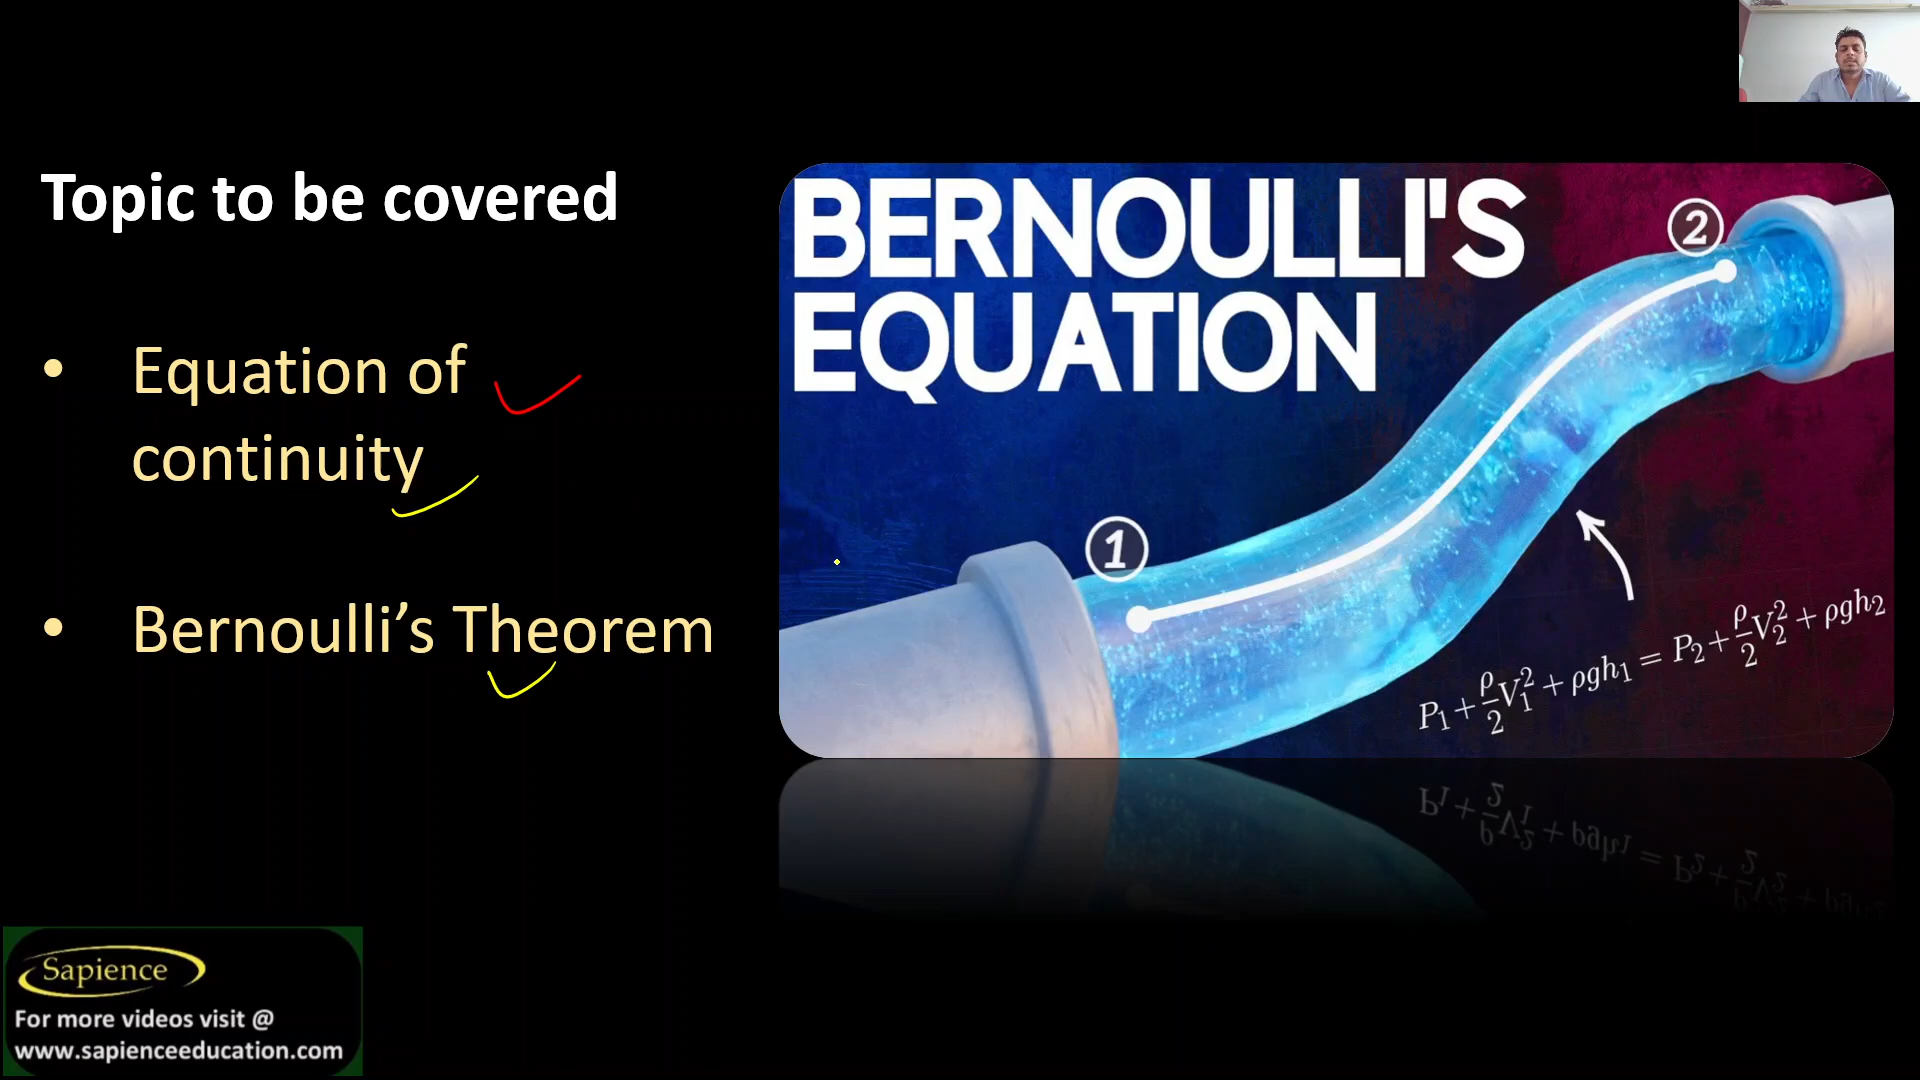 Topic to be covered
• Equation of
continuity
• Bernoulli’s Theorem
BERNOULLI'S
EQUATION
2
1
P₁ + ρ/2 V₁² + ρgh₁ = P₂ + ρ/2 V₂² + ρgh₂
Sapience
For more videos visit @
www.sapienceeducation.com